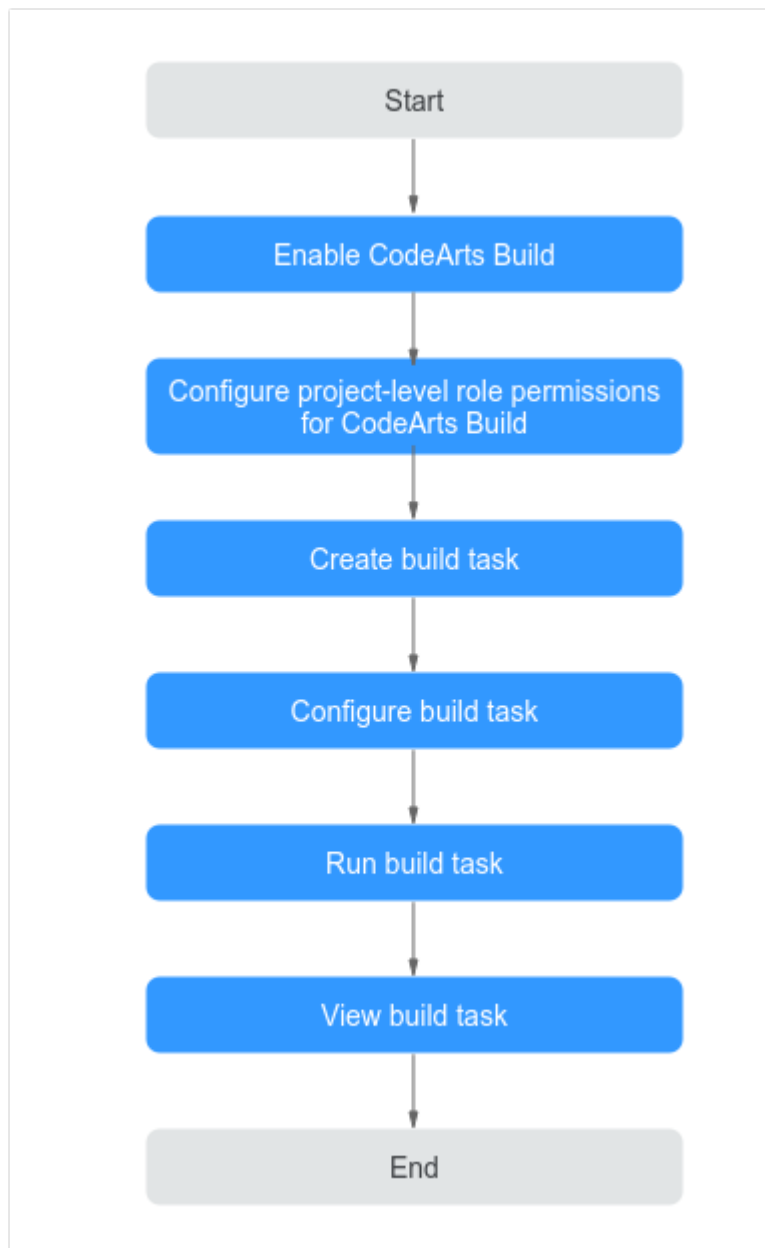 Start
Enable CodeArts Build
Configure project-level role permissions
for CodeArts Build
Create build task
Configure build task
Run build task
View build task
End